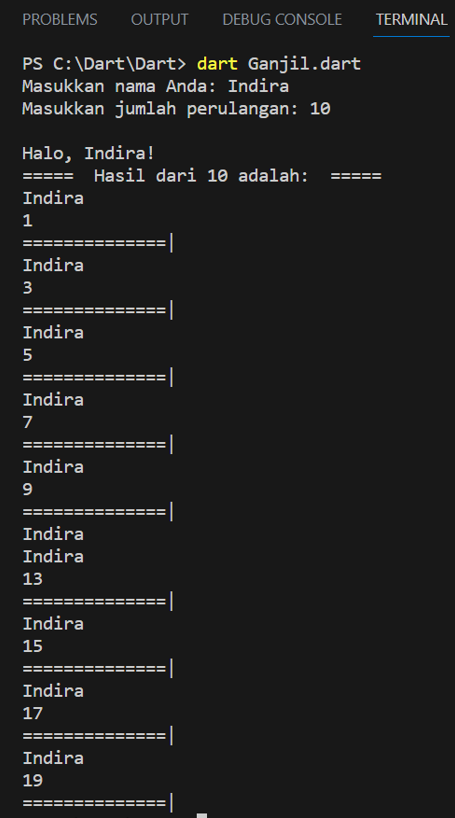 PROBLEMS OUTPUT DEBUG CONSOLE TERMINAL
PS C:\Dart\Dart> dart Ganjil.dart
Masukkan nama Anda: Indira
Masukkan jumlah perulangan: 10
Halo, Indira!
===== Hasil dari 10 adalah: =====
Indira
1
==============|
Indira
3
==============|
Indira
5
==============|
Indira
7
==============|
Indira
9
==============|
Indira
Indira
13
==============|
Indira
15
==============|
Indira
17
==============|
Indira
19
==============|